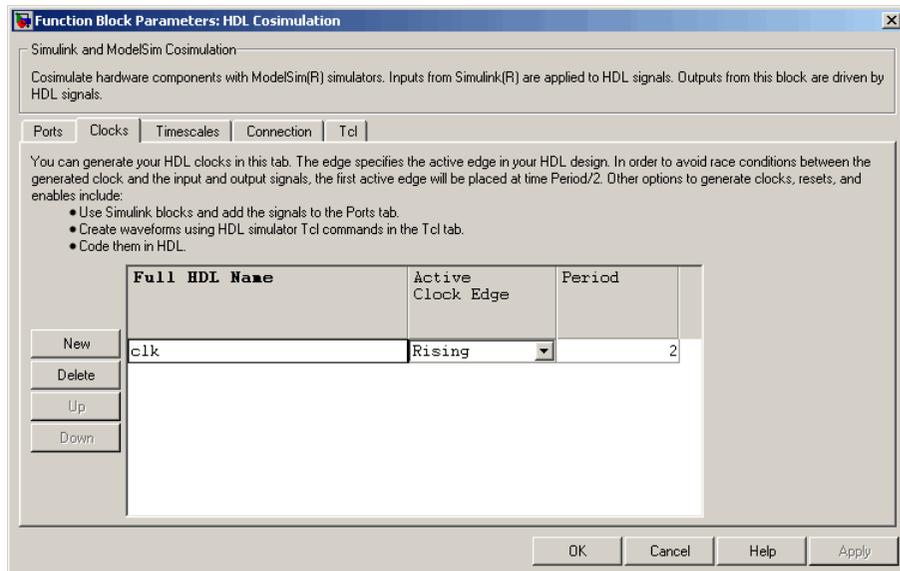 Function Block Parameters: HDL Cosimulation
Simulink and ModelSim Cosimulation
Cosimulate hardware components with ModelSim(R) simulators. Inputs from Simulink(R) are applied to HDL signals. Outputs from this block are driven by
HDL signals.
Ports Clocks Timescales Connection Tcl
You can generate your HDL clocks in this tab. The edge specifies the active edge in your HDL design. In order to avoid race conditions between the
generated clock and the input and output signals, the first active edge will be placed at time Period/2. Other options to generate clocks, resets, and
enables include:
• Use Simulink blocks and add the signals to the Ports tab.
• Create waveforms using HDL simulator Tcl commands in the Tcl tab.
• Code them in HDL.
Full HDL Name Active Period
Clock Edge
New
clk Rising 2
Delete
Up
Down
OK Cancel Help Apply